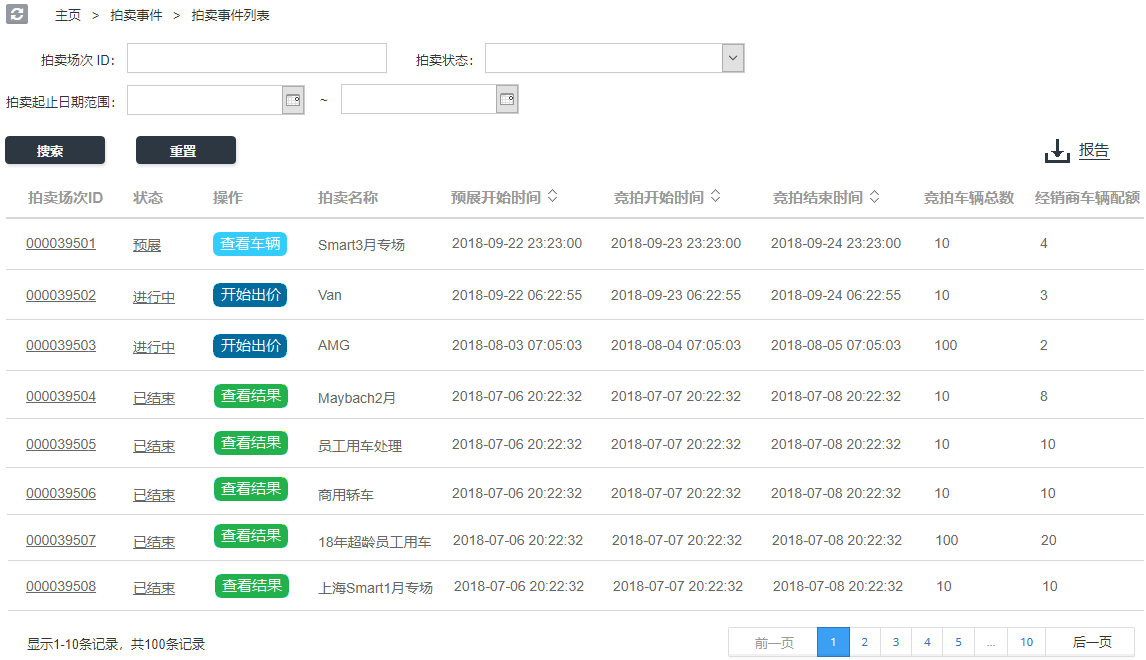 主页 > 拍卖事件 > 拍卖事件列表
拍卖场次 ID: 拍卖状态:
拍卖起止日期范围: ~
搜索 重置 报告
拍卖场次ID 状态 操作 拍卖名称 预展开始时间 竞拍开始时间 竞拍结束时间 竞拍车辆总数 经销商车辆配额
000039501 预展 查看车辆 Smart3月专场 2018-09-22 23:23:00 2018-09-23 23:23:00 2018-09-24 23:23:00 10 4
000039502 进行中 开始出价 Van 2018-09-22 06:22:55 2018-09-23 06:22:55 2018-09-24 06:22:55 10 3
000039503 进行中 开始出价 AMG 2018-08-03 07:05:03 2018-08-04 07:05:03 2018-08-05 07:05:03 100 2
000039504 已结束 查看结果 Maybach2月 2018-07-06 20:22:32 2018-07-07 20:22:32 2018-07-08 20:22:32 10 8
000039505 已结束 查看结果 员工用车处理 2018-07-06 20:22:32 2018-07-07 20:22:32 2018-07-08 20:22:32 10 10
000039506 已结束 查看结果 商用轿车 2018-07-06 20:22:32 2018-07-07 20:22:32 2018-07-08 20:22:32 10 10
000039507 已结束 查看结果 18年超龄员工用车 2018-07-06 20:22:32 2018-07-07 20:22:32 2018-07-08 20:22:32 100 20
000039508 已结束 查看结果 上海Smart1月专场 2018-07-06 20:22:32 2018-07-07 20:22:32 2018-07-08 20:22:32 10 10
显示1-10条记录，共100条记录 前一页 1 2 3 4 5 ... 10 后一页